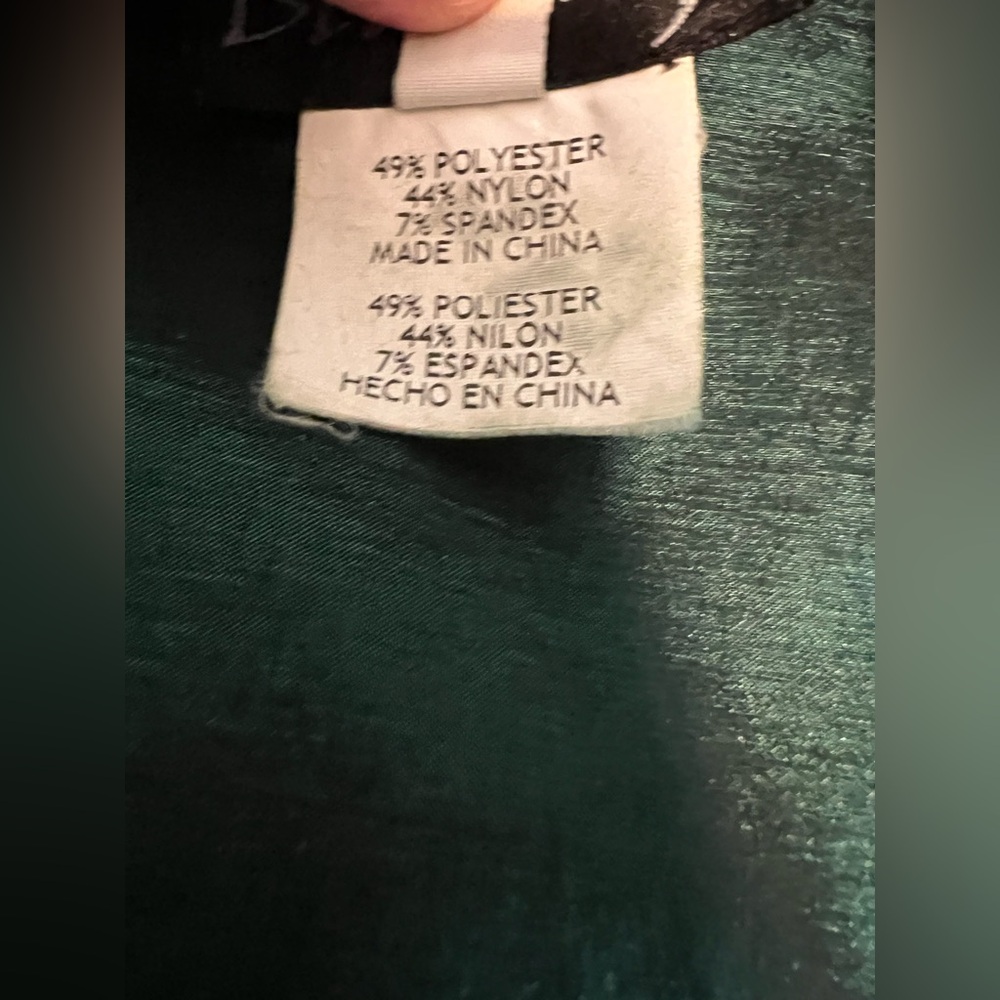 49% POLYESTER
44% NYLON
7% SPANDEX
MADE IN CHINA
49% POLIESTER
44% NILON
7% ESPANDEX
HECHO EN CHINA